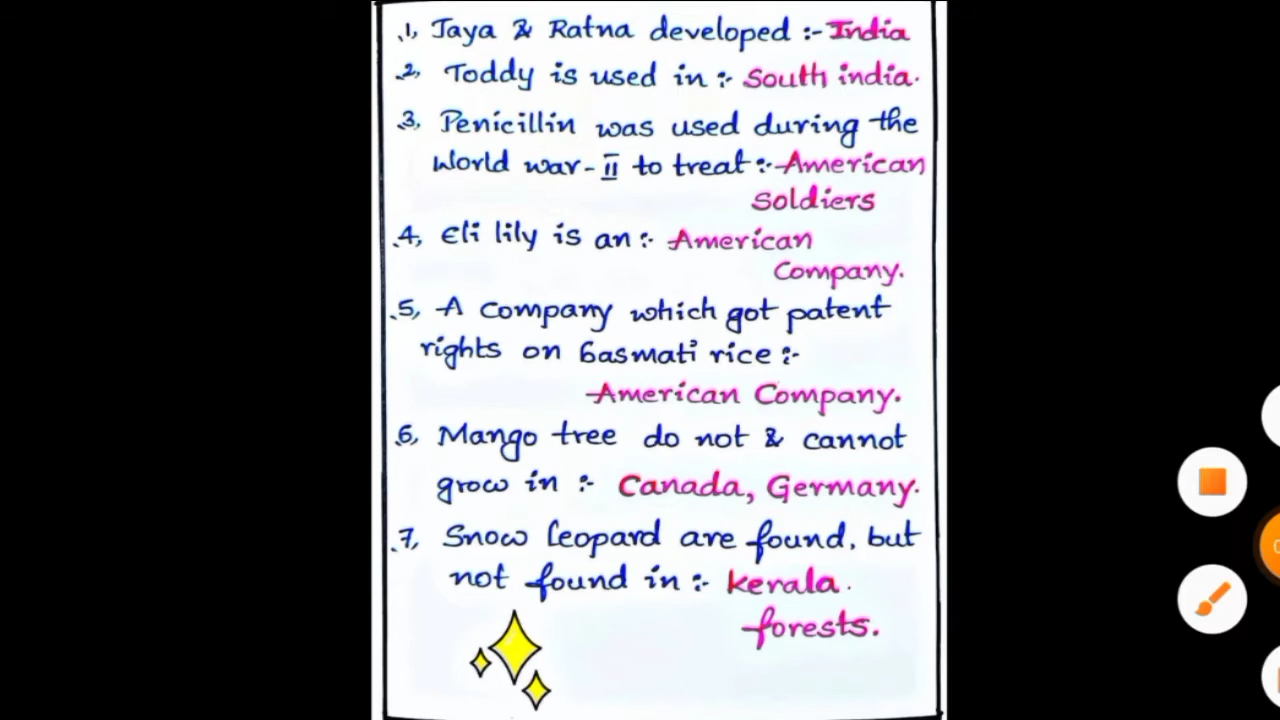 1, Jaya & Ratna developed :- India
2, Toddy is used in :- South india.
3, Penicillin was used during the
World war-II to treat :- American
Soldiers
4, Eli lily is an :- American
Company.
5, A Company which got patent
rights on basmati rice :-
American Company.
6, Mango tree do not & cannot
grow in :- Canada, Germany.
7, Snow leopard are found, but
not found in :- kerala.
forests.